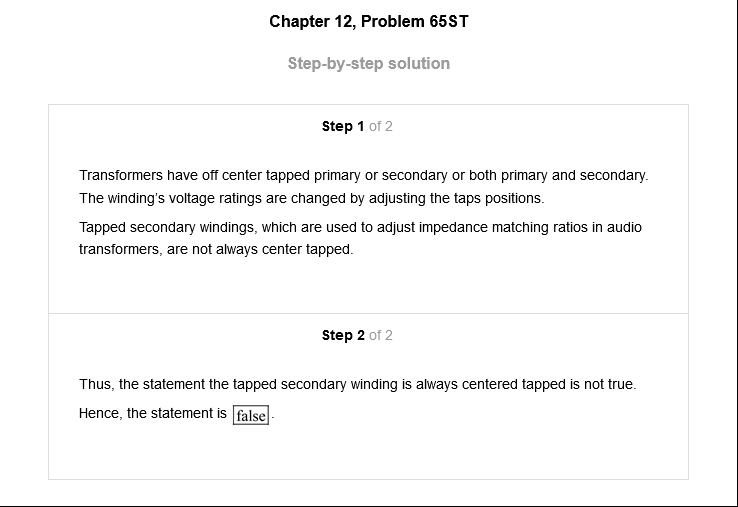 Chapter 12, Problem 65ST
Step-by-step solution
Step 1 of 2
Transformers have off center tapped primary or secondary or both primary and secondary.
The winding's voltage ratings are changed by adjusting the taps positions.
Tapped secondary windings, which are used to adjust impedance matching ratios in audio
transformers, are not always center tapped.
Step 2 of 2
Thus, the statement the tapped secondary winding is always centered tapped is not true.
Hence, the statement is false.